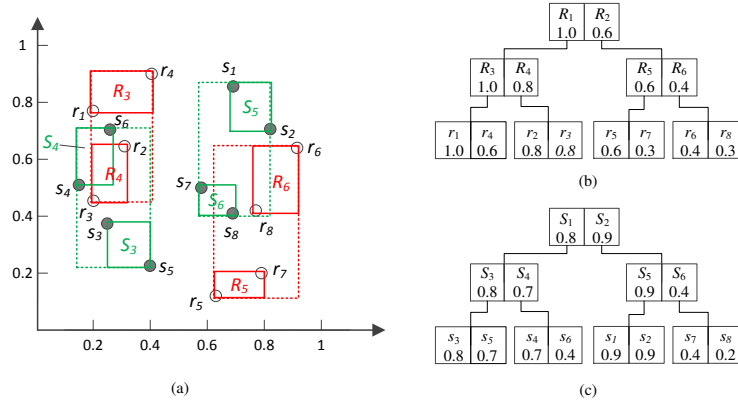 1
0.8
0.6
0.4
0.2
0.2
0.4
0.6
0.8
1
r4
R3
r1
S4
s6
r2
R4
s4
r3
s3
S3
s5
s1
S5
s2
r6
s7
S6
R6
s8
r8
r7
R5
r5
(a)
R1 R2
1.0 0.6
R3 R4 R5 R6
1.0 0.8 0.6 0.4
r1 r4 r2 r3 r5 r7 r6 r8
1.0 0.6 0.8 0.8 0.6 0.3 0.4 0.3
(b)
S1 S2
0.8 0.9
S3 S4 S5 S6
0.8 0.7 0.9 0.4
s3 s5 s4 s6 s1 s2 s7 s8
0.8 0.7 0.7 0.4 0.9 0.9 0.4 0.2
(c)